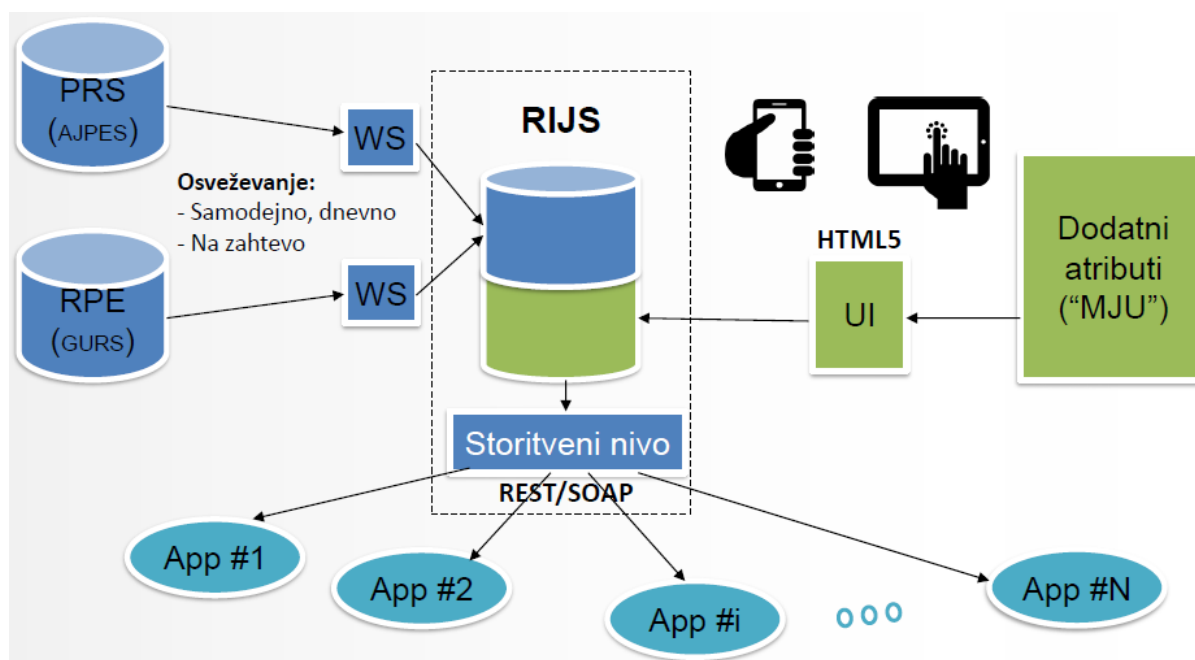 PRS
(AJPES)
WS
RIJS
Osveževanje:
- Samodejno, dnevno
- Na zahtevo
RPE
(GURS)
WS
HTML5
UI
Dodatni
atributi
(“MJU”)
Storitveni nivo
REST/SOAP
App #1
App #2
App #i
App #N